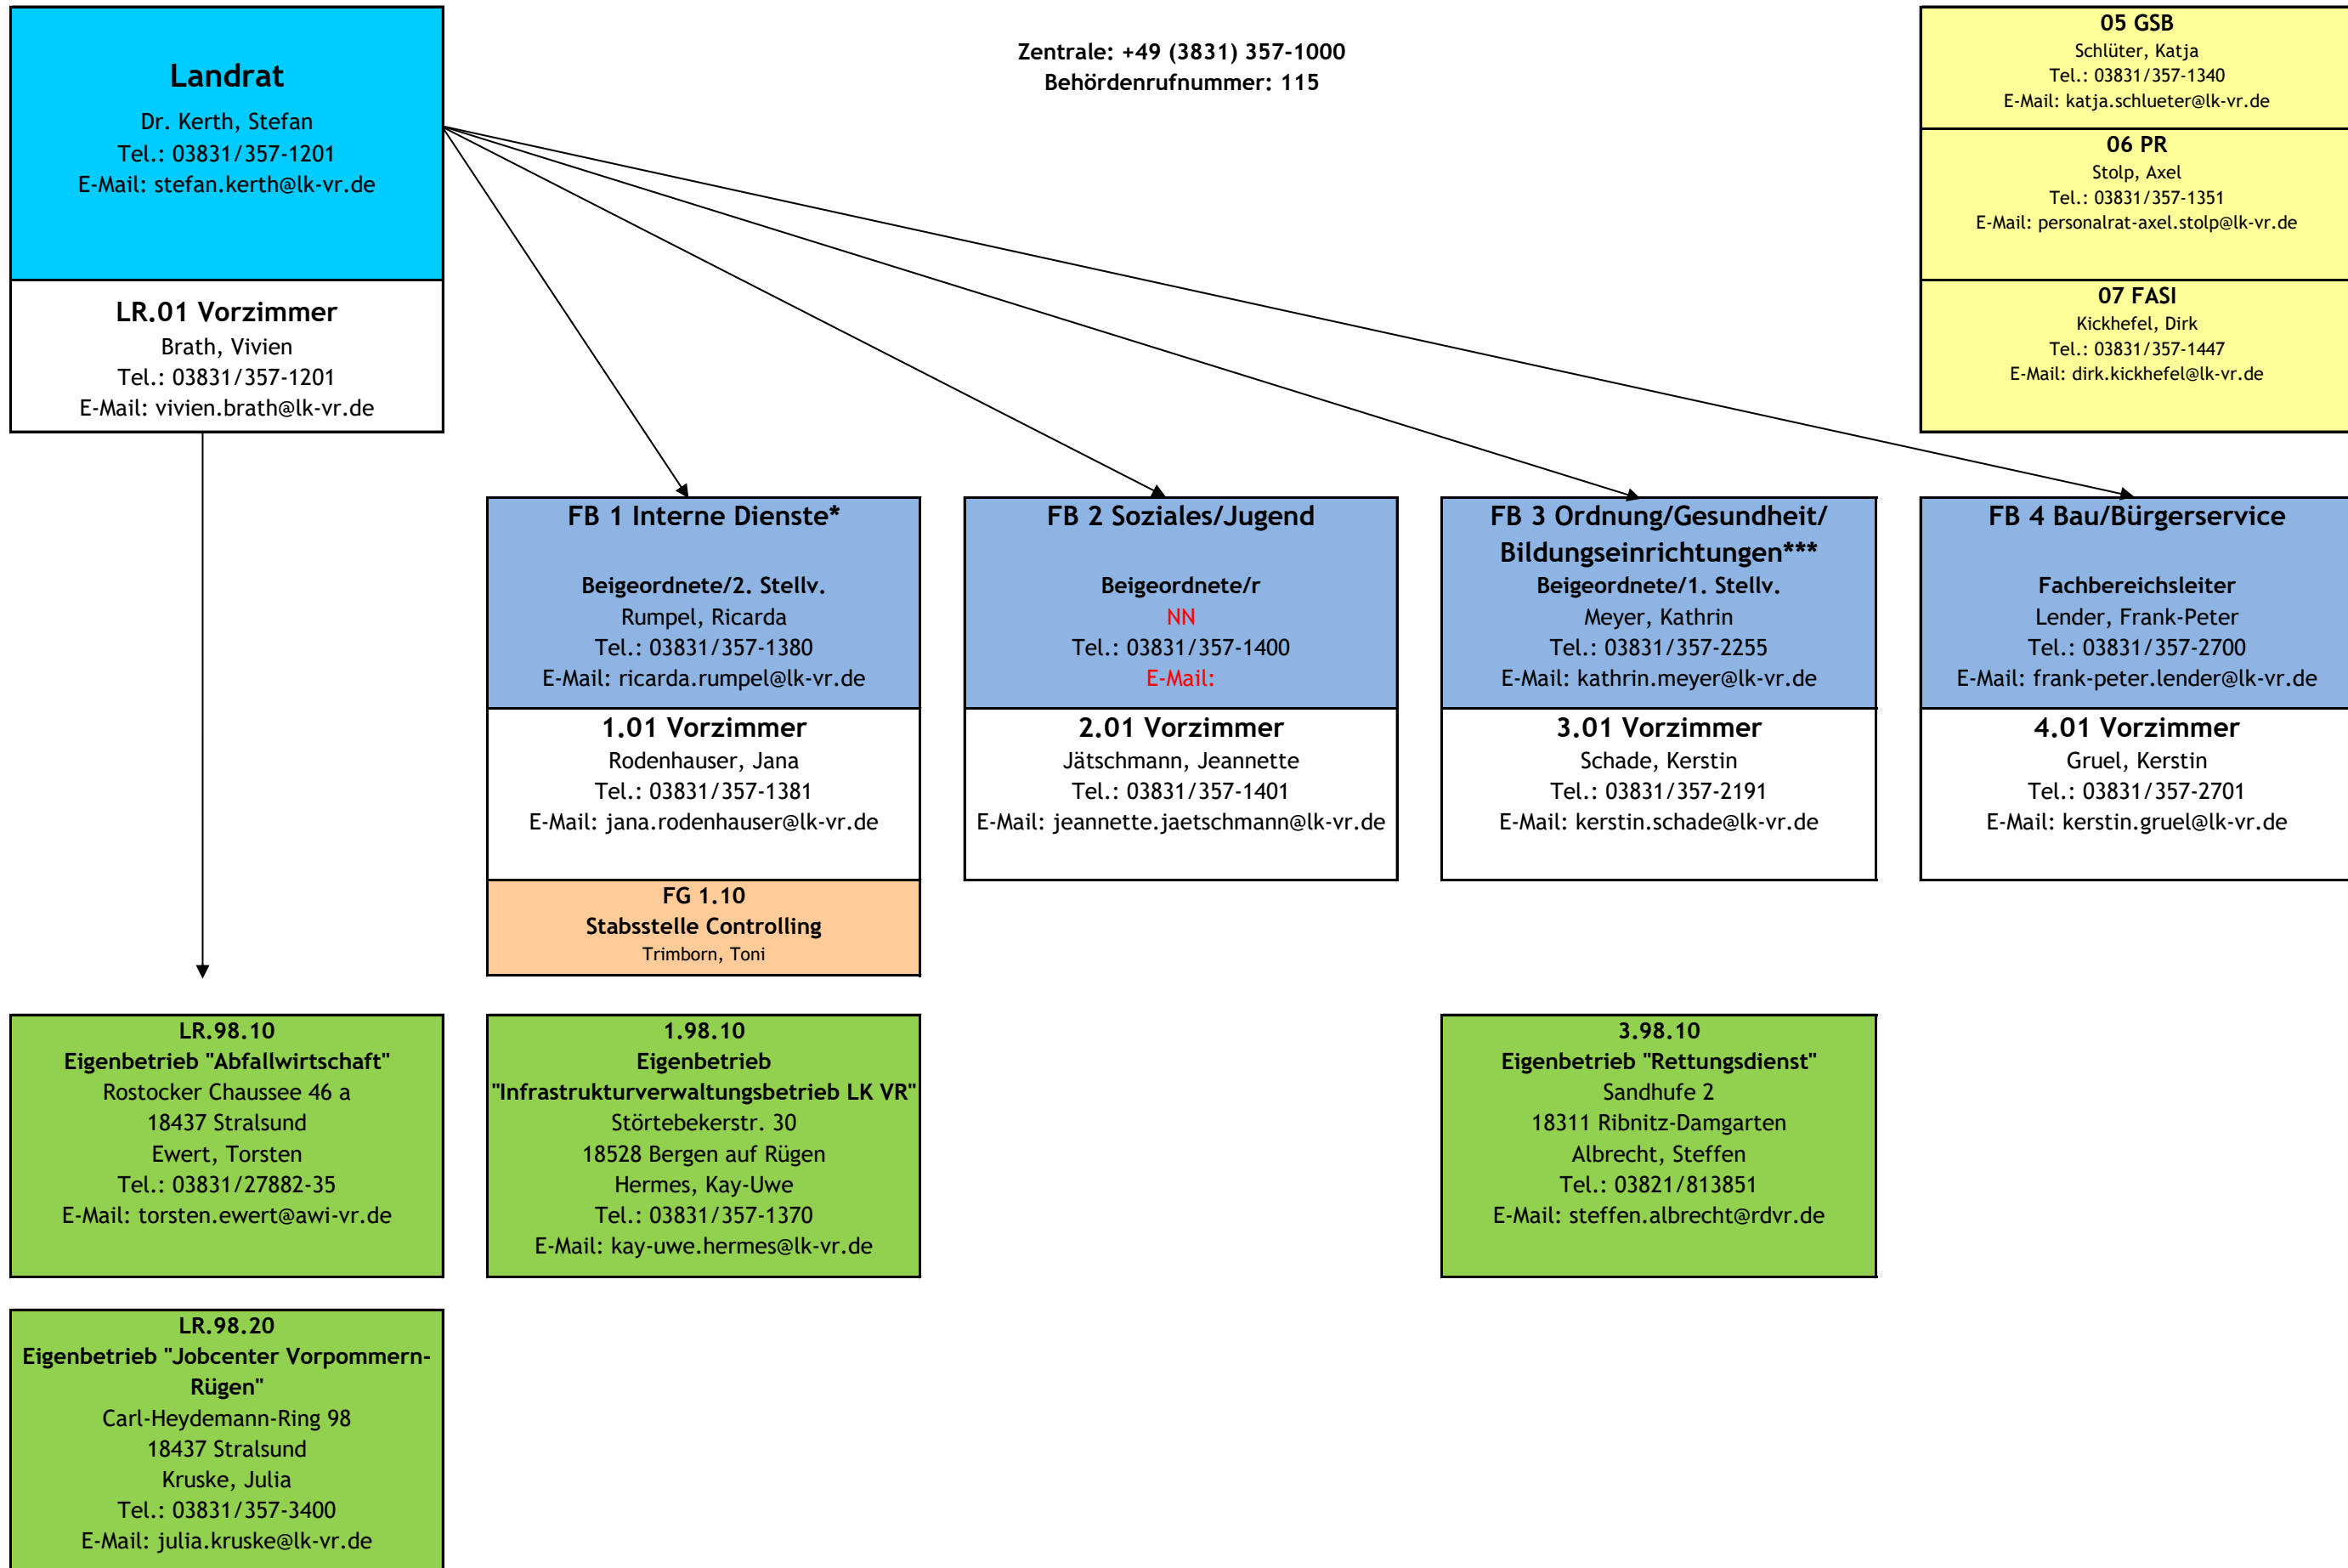 Landrat
Dr. Kerth, Stefan
Tel.: 03831/357-1201
E-Mail: stefan.kerth@lk-vr.de
LR.01 Vorzimmer
Brath, Vivien
Tel.: 03831/357-1201
E-Mail: vivien.brath@lk-vr.de
Zentrale: +49 (3831) 357-1000
Behördenrufnummer: 115
05 GSB
Schlüter, Katja
Tel.: 03831/357-1340
E-Mail: katja.schlueter@lk-vr.de
06 PR
Stolp, Axel
Tel.: 03831/357-1351
E-Mail: personalrat-axel.stolp@lk-vr.de
07 FASI
Kickhefel, Dirk
Tel.: 03831/357-1447
E-Mail: dirk.kickhefel@lk-vr.de
FB 1 Interne Dienste*
Beigeordnete/2. Stellv.
Rumpel, Ricarda
Tel.: 03831/357-1380
E-Mail: ricarda.rumpel@lk-vr.de
1.01 Vorzimmer
Rodenhauser, Jana
Tel.: 03831/357-1381
E-Mail: jana.rodenhauser@lk-vr.de
FG 1.10
Stabsstelle Controlling
Trimborn, Toni
FB 2 Soziales/Jugend
Beigeordnete/r
NN
Tel.: 03831/357-1400
E-Mail:
2.01 Vorzimmer
Jätschmann, Jeannette
Tel.: 03831/357-1401
E-Mail: jeannette.jaetschmann@lk-vr.de
FB 3 Ordnung/Gesundheit/
Bildungseinrichtungen***
Beigeordnete/1. Stellv.
Meyer, Kathrin
Tel.: 03831/357-2255
E-Mail: kathrin.meyer@lk-vr.de
3.01 Vorzimmer
Schade, Kerstin
Tel.: 03831/357-2191
E-Mail: kerstin.schade@lk-vr.de
FB 4 Bau/Bürgerservice
Fachbereichsleiter
Lender, Frank-Peter
Tel.: 03831/357-2700
E-Mail: frank-peter.lender@lk-vr.de
4.01 Vorzimmer
Gruel, Kerstin
Tel.: 03831/357-2701
E-Mail: kerstin.gruel@lk-vr.de
LR.98.10
Eigenbetrieb "Abfallwirtschaft"
Rostocker Chaussee 46 a
18437 Stralsund
Ewert, Torsten
Tel.: 03831/27882-35
E-Mail: torsten.ewert@awi-vr.de
1.98.10
Eigenbetrieb
"Infrastrukturverwaltungsbetrieb LK VR"
Störtebekerstr. 30
18528 Bergen auf Rügen
Hermes, Kay-Uwe
Tel.: 03831/357-1370
E-Mail: kay-uwe.hermes@lk-vr.de
3.98.10
Eigenbetrieb "Rettungsdienst"
Sandhufe 2
18311 Ribnitz-Damgarten
Albrecht, Steffen
Tel.: 03821/813851
E-Mail: steffen.albrecht@rdvr.de
LR.98.20
Eigenbetrieb "Jobcenter Vorpommern-
Rügen"
Carl-Heydemann-Ring 98
18437 Stralsund
Kruske, Julia
Tel.: 03831/357-3400
E-Mail: julia.kruske@lk-vr.de